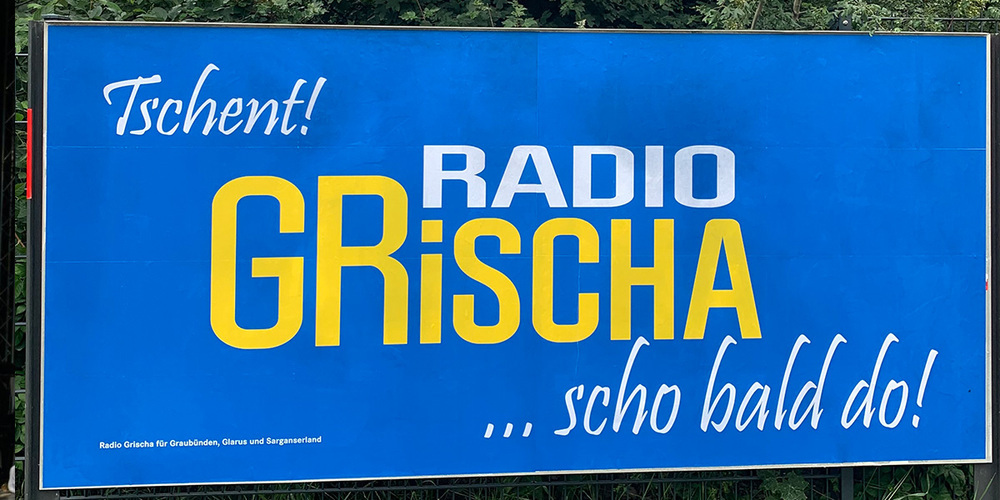 Tschent!
RADIO
GRiSCHA
... scho bald do!
Radio Grischa für Graubünden, Glarus und Sarganserland